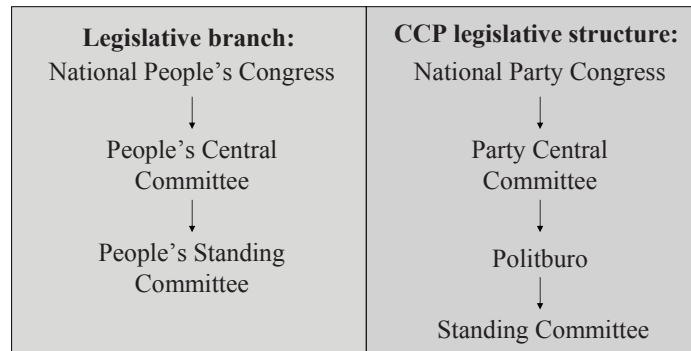 Legislative branch:
National People’s Congress
People’s Central
Committee
People’s Standing
Committee
CCP legislative structure:
National Party Congress
Party Central
Committee
Politburo
Standing Committee